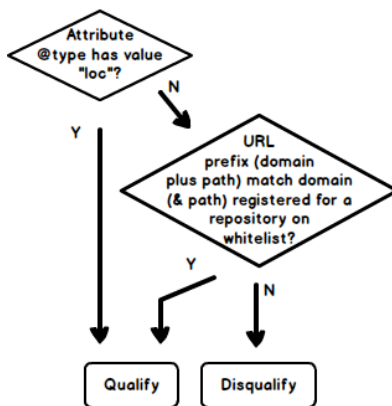 Attribute
@type has value
"loc"?
N
Y
URL
prefix (domain
plus path) match domain
(& path) registered for a
repository on
whitelist?
Y
N
Qualify
Disqualify